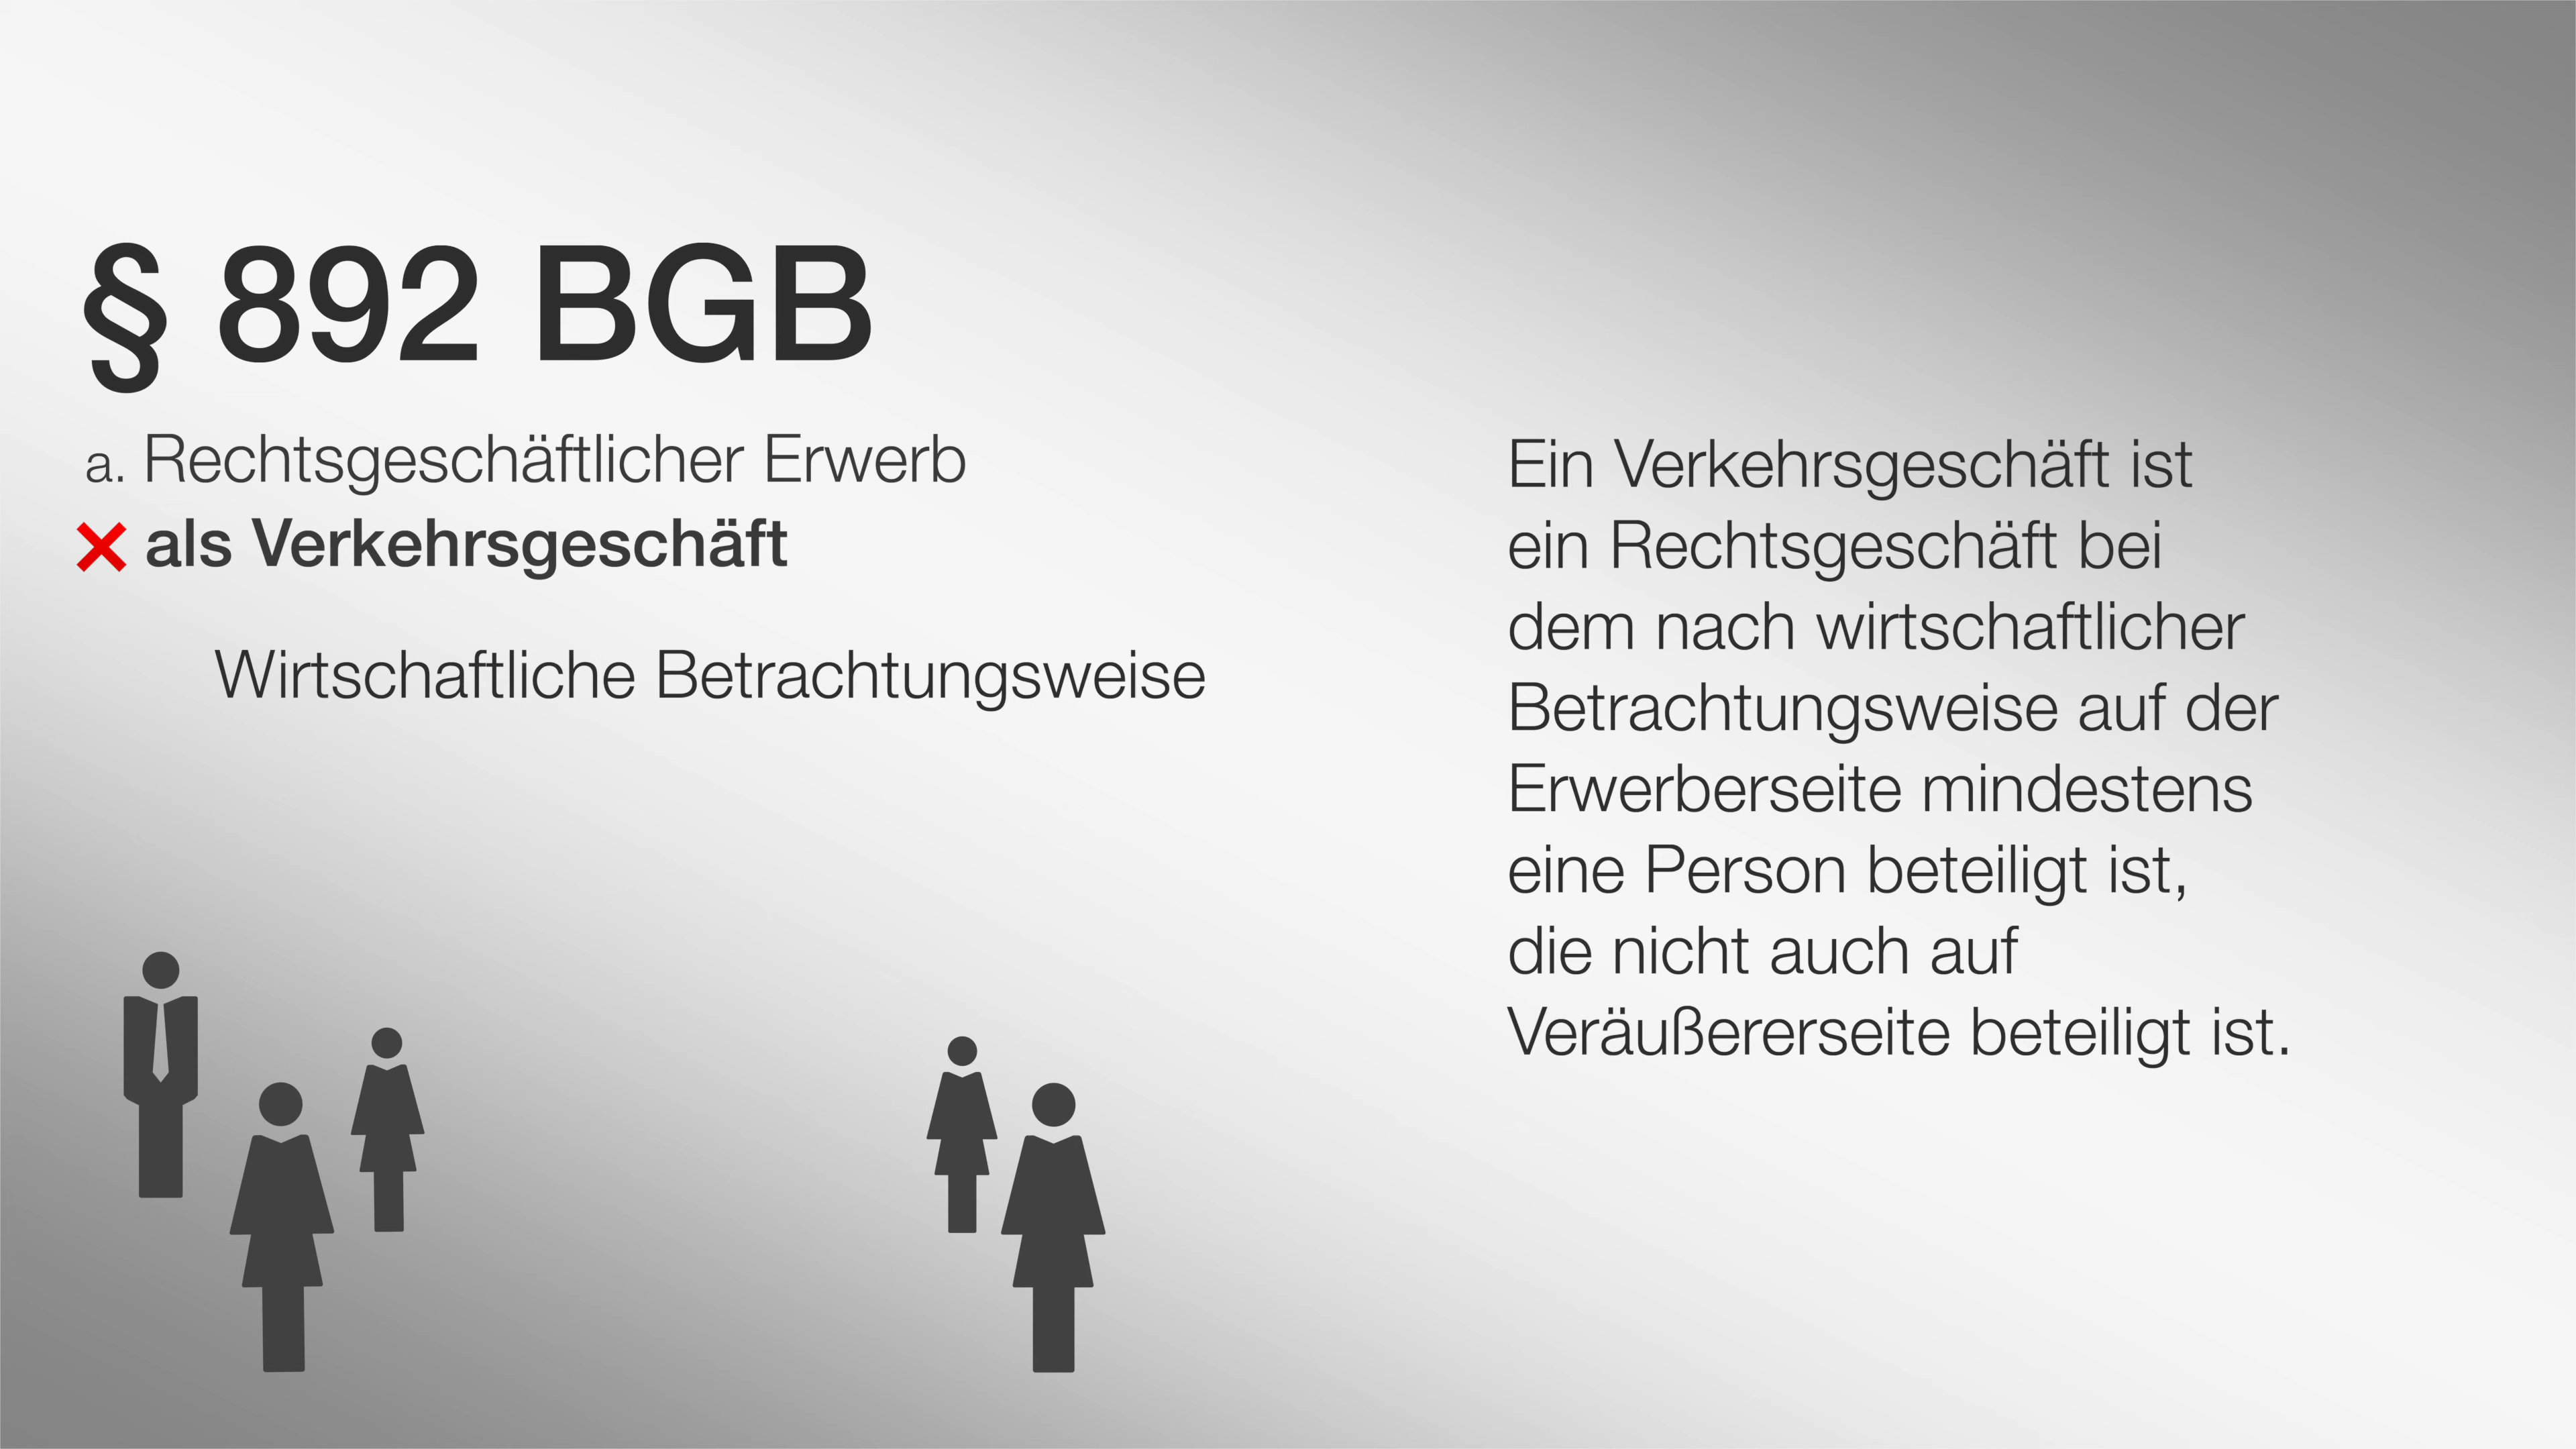 § 892 BGB
a. Rechtsgeschäftlicher Erwerb
als Verkehrsgeschäft
Wirtschaftliche Betrachtungsweise
Ein Verkehrsgeschäft ist
ein Rechtsgeschäft bei
dem nach wirtschaftlicher
Betrachtungsweise auf der
Erwerberseite mindestens
eine Person beteiligt ist,
die nicht auch auf
Veräußererseite beteiligt ist.